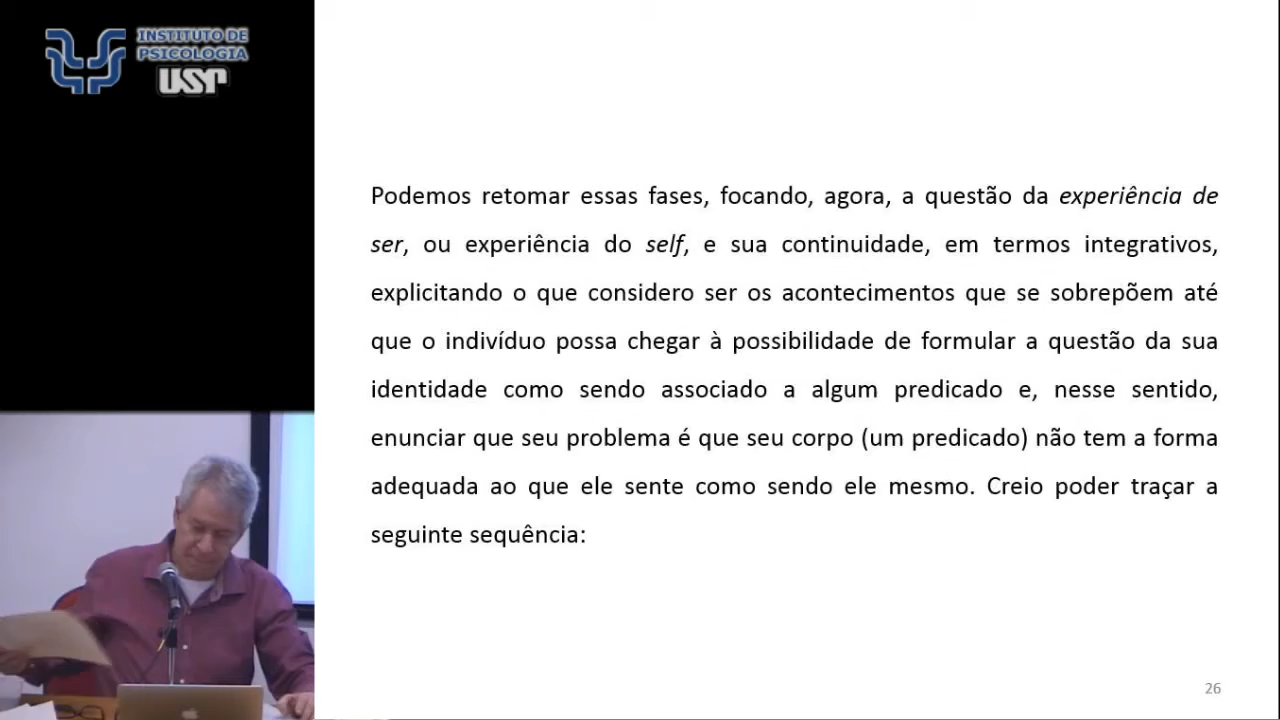 INSTITUTO DE
PSICOLOGIA
USP
Podemos retomar essas fases, focando, agora, a questão da experiência de
ser, ou experiência do self, e sua continuidade, em termos integrativos,
explicitando o que considero ser os acontecimentos que se sobrepõem até
que o indivíduo possa chegar à possibilidade de formular a questão da sua
identidade como sendo associado a algum predicado e, nesse sentido,
enunciar que seu problema é que seu corpo (um predicado) não tem a forma
adequada ao que ele sente como sendo ele mesmo. Creio poder traçar a
seguinte sequência:
26